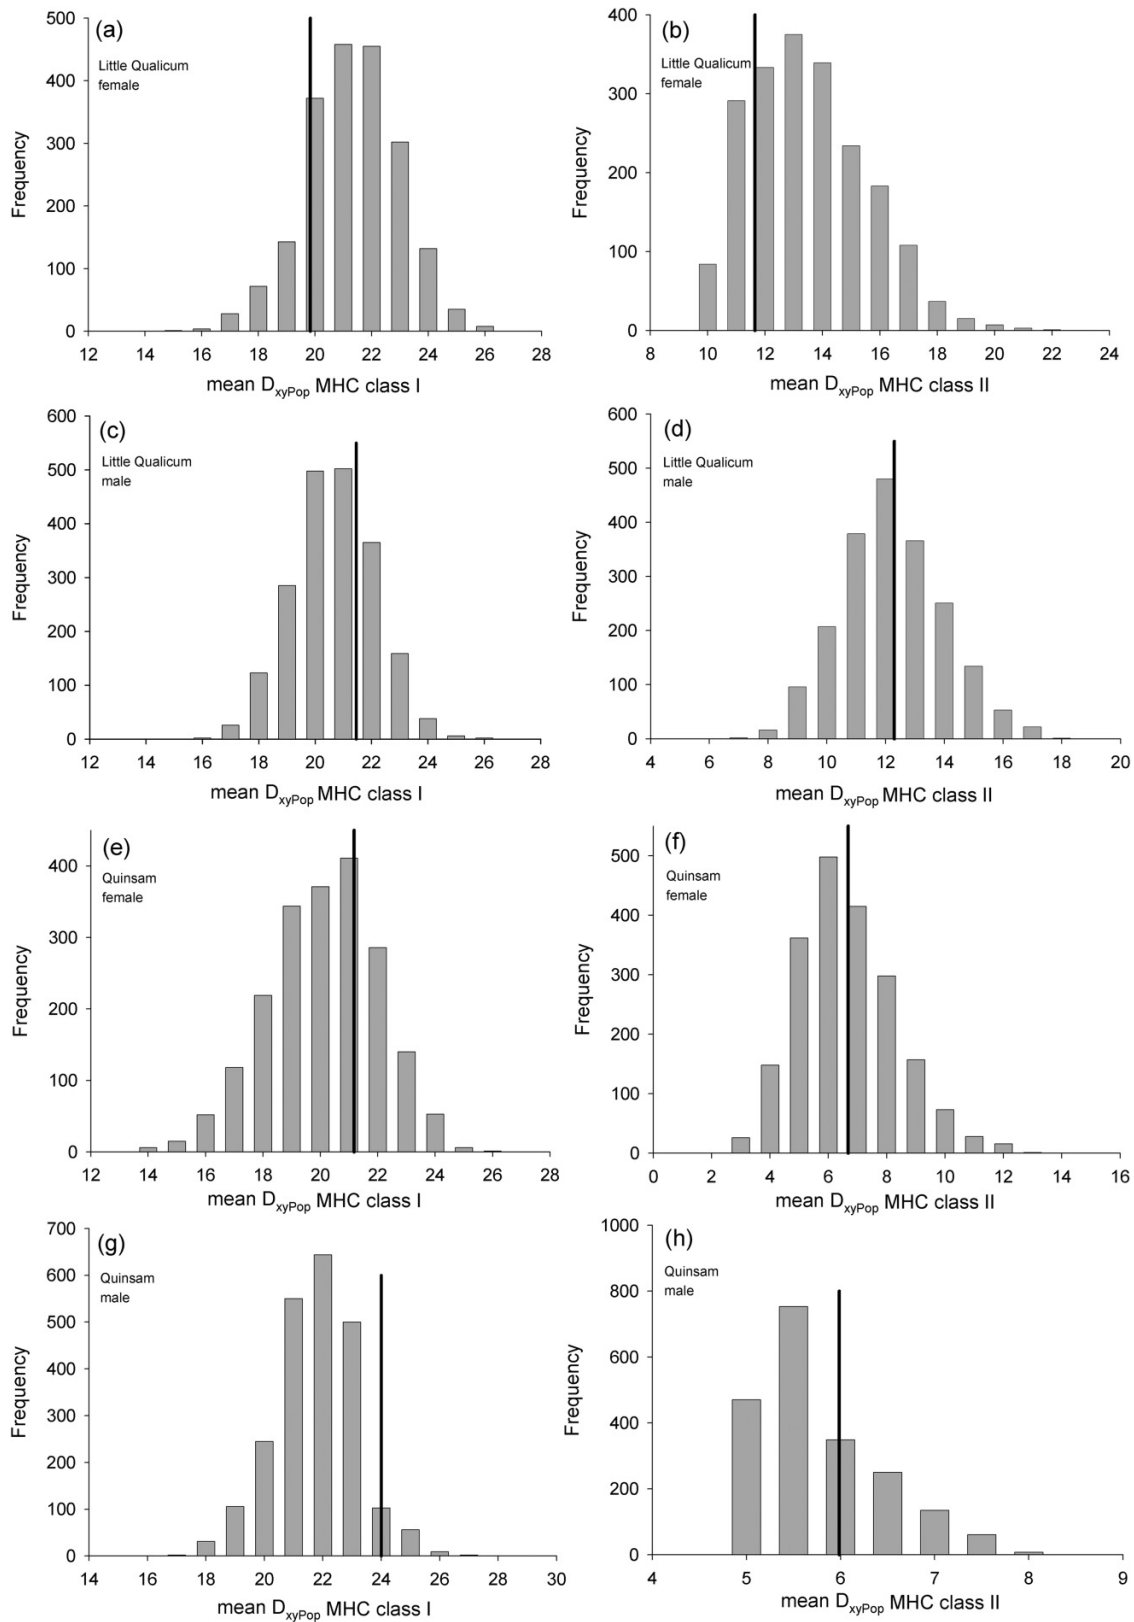 (a)
Little Qualicum
female
Frequency
500
400
300
200
100
0
12 14 16 18 20 22 24 26 28
mean DxyPop MHC class I
(b)
Little Qualicum
female
Frequency
400
300
200
100
0
8 10 12 14 16 18 20 22 24
mean DxyPop MHC class II
(c)
Little Qualicum
male
Frequency
600
500
400
300
200
100
0
12 14 16 18 20 22 24 26 28
mean DxyPop MHC class I
(d)
Little Qualicum
male
Frequency
600
500
400
300
200
100
0
4 6 8 10 12 14 16 18 20
mean DxyPop MHC class II
(e)
Quinsam
female
Frequency
400
300
200
100
0
12 14 16 18 20 22 24 26 28
mean DxyPop MHC class I
(f)
Quinsam
female
Frequency
500
400
300
200
100
0
0 2 4 6 8 10 12 14 16
mean DxyPop MHC class II
(g)
Quinsam
male
Frequency
700
600
500
400
300
200
100
0
14 16 18 20 22 24 26 28 30
mean DxyPop MHC class I
(h)
Quinsam
male
Frequency
1000
800
600
400
200
0
4 5 6 7 8 9
mean DxyPop MHC class II